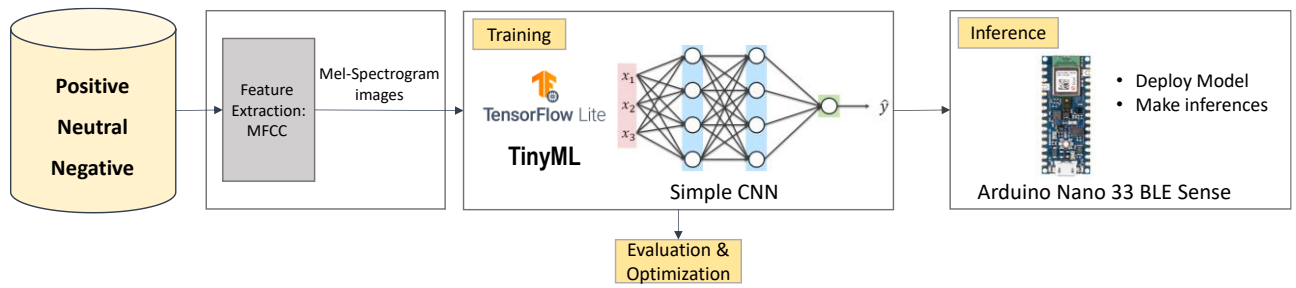 Positive
Neutral
Negative
Feature
Extraction:
MFCC
Mel-Spectrogram
images
Training
TensorFlow Lite
TinyML
x₁
x₂
x₃
ŷ
Simple CNN
Evaluation &
Optimization
Inference
• Deploy Model
• Make inferences
Arduino Nano 33 BLE Sense